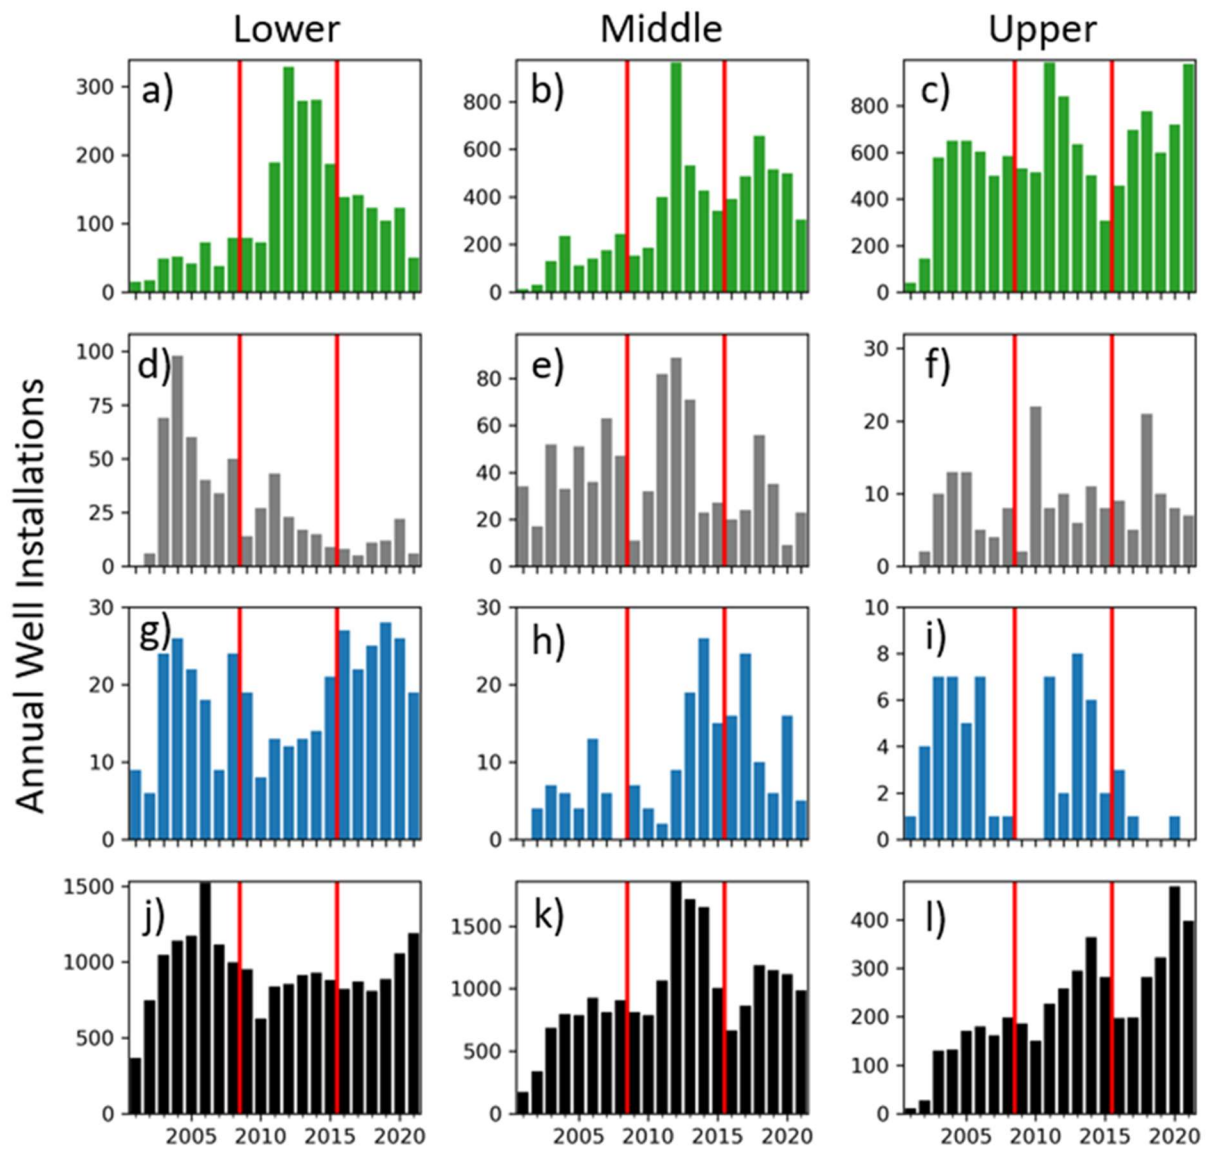 Lower Middle Upper
Annual Well Installations
a) b) c)
300 800 800
200 600 600
100 400 400
200 200
0 0 0
d) e) f)
100 80 30
75 60 20
50 40
25 20 10
0 0 0
g) h) i)
30 30 10
20 20 8
6
10 10 4
2
0 0 0
j) k) l)
1500 1500 400
1000 1000 300
200
500 500 100
0 0 0
2005 2010 2015 2020 2005 2010 2015 2020 2005 2010 2015 2020